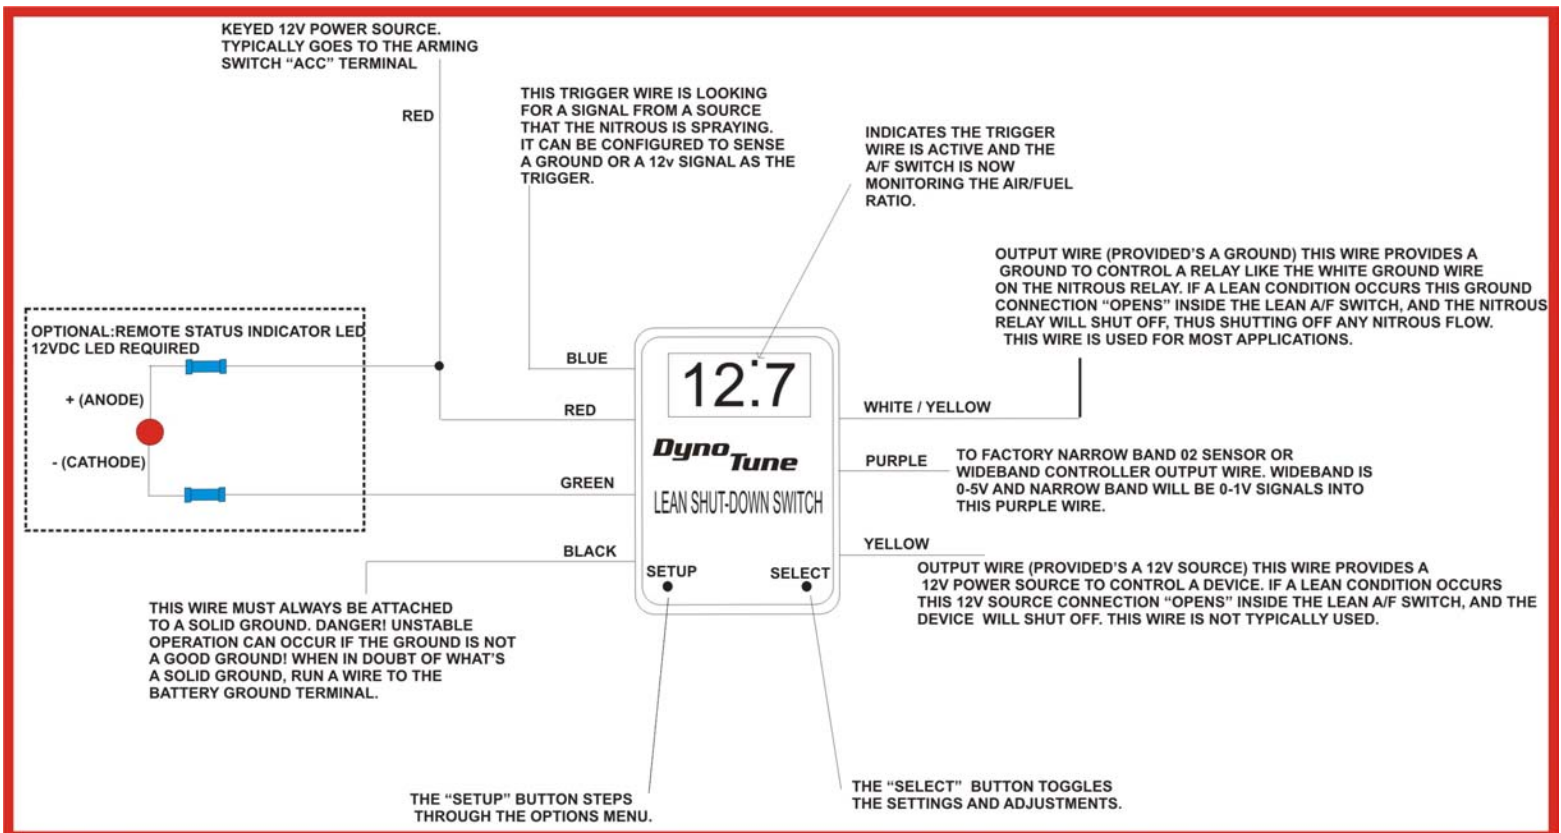 KEYED 12V POWER SOURCE.
TYPICALLY GOES TO THE ARMING
SWITCH “ACC” TERMINAL
RED
THIS TRIGGER WIRE IS LOOKING
FOR A SIGNAL FROM A SOURCE
THAT THE NITROUS IS SPRAYING.
IT CAN BE CONFIGURED TO SENSE
A GROUND OR A 12v SIGNAL AS THE
TRIGGER.
INDICATES THE TRIGGER
WIRE IS ACTIVE AND THE
A/F SWITCH IS NOW
MONITORING THE AIR/FUEL
RATIO.
OUTPUT WIRE (PROVIDED’S A GROUND) THIS WIRE PROVIDES A
GROUND TO CONTROL A RELAY LIKE THE WHITE GROUND WIRE
ON THE NITROUS RELAY. IF A LEAN CONDITION OCCURS THIS GROUND
CONNECTION “OPENS” INSIDE THE LEAN A/F SWITCH, AND THE NITROUS
RELAY WILL SHUT OFF, THUS SHUTTING OFF ANY NITROUS FLOW.
THIS WIRE IS USED FOR MOST APPLICATIONS.
OPTIONAL:REMOTE STATUS INDICATOR LED
12VDC LED REQUIRED
+ (ANODE)
- (CATHODE)
BLUE
RED
GREEN
BLACK
12:7
Dyno Tune
LEAN SHUT-DOWN SWITCH
SETUP
SELECT
WHITE / YELLOW
PURPLE
TO FACTORY NARROW BAND 02 SENSOR OR
WIDEBAND CONTROLLER OUTPUT WIRE. WIDEBAND IS
0-5V AND NARROW BAND WILL BE 0-1V SIGNALS INTO
THIS PURPLE WIRE.
YELLOW
OUTPUT WIRE (PROVIDED’S A 12V SOURCE) THIS WIRE PROVIDES A
12V POWER SOURCE TO CONTROL A DEVICE. IF A LEAN CONDITION OCCURS
THIS 12V SOURCE CONNECTION “OPENS” INSIDE THE LEAN A/F SWITCH, AND THE
DEVICE WILL SHUT OFF. THIS WIRE IS NOT TYPICALLY USED.
THIS WIRE MUST ALWAYS BE ATTACHED
TO A SOLID GROUND. DANGER! UNSTABLE
OPERATION CAN OCCUR IF THE GROUND IS NOT
A GOOD GROUND! WHEN IN DOUBT OF WHAT’S
A SOLID GROUND, RUN A WIRE TO THE
BATTERY GROUND TERMINAL.
THE “SETUP” BUTTON STEPS
THROUGH THE OPTIONS MENU.
THE “SELECT” BUTTON TOGGLES
THE SETTINGS AND ADJUSTMENTS.